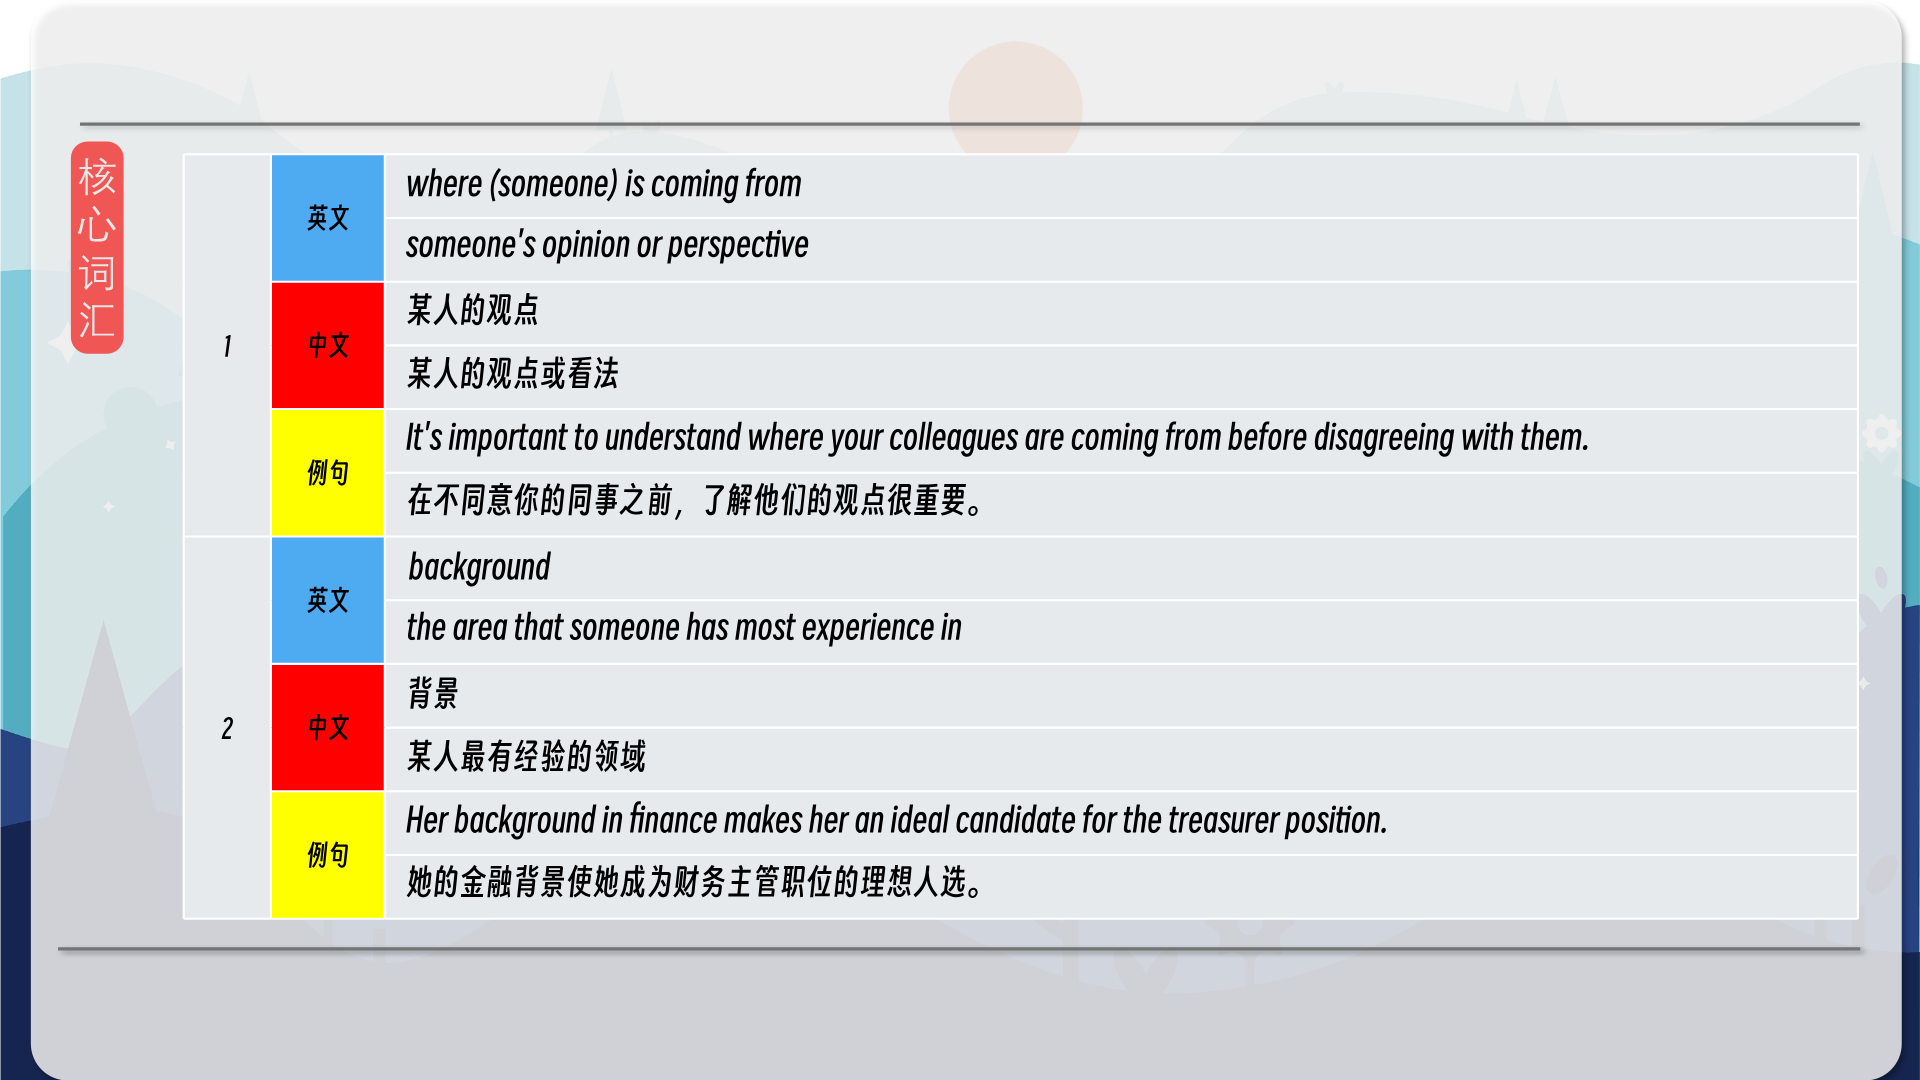 核心词汇
1
英文
where (someone) is coming from
someone's opinion or perspective
中文
某人的观点
某人的观点或看法
例句
It's important to understand where your colleagues are coming from before disagreeing with them.
在不同意你的同事之前，了解他们的观点很重要。
2
英文
background
the area that someone has most experience in
中文
背景
某人最有经验的领域
例句
Her background in finance makes her an ideal candidate for the treasurer position.
她的金融背景使她成为财务主管职位的理想人选。